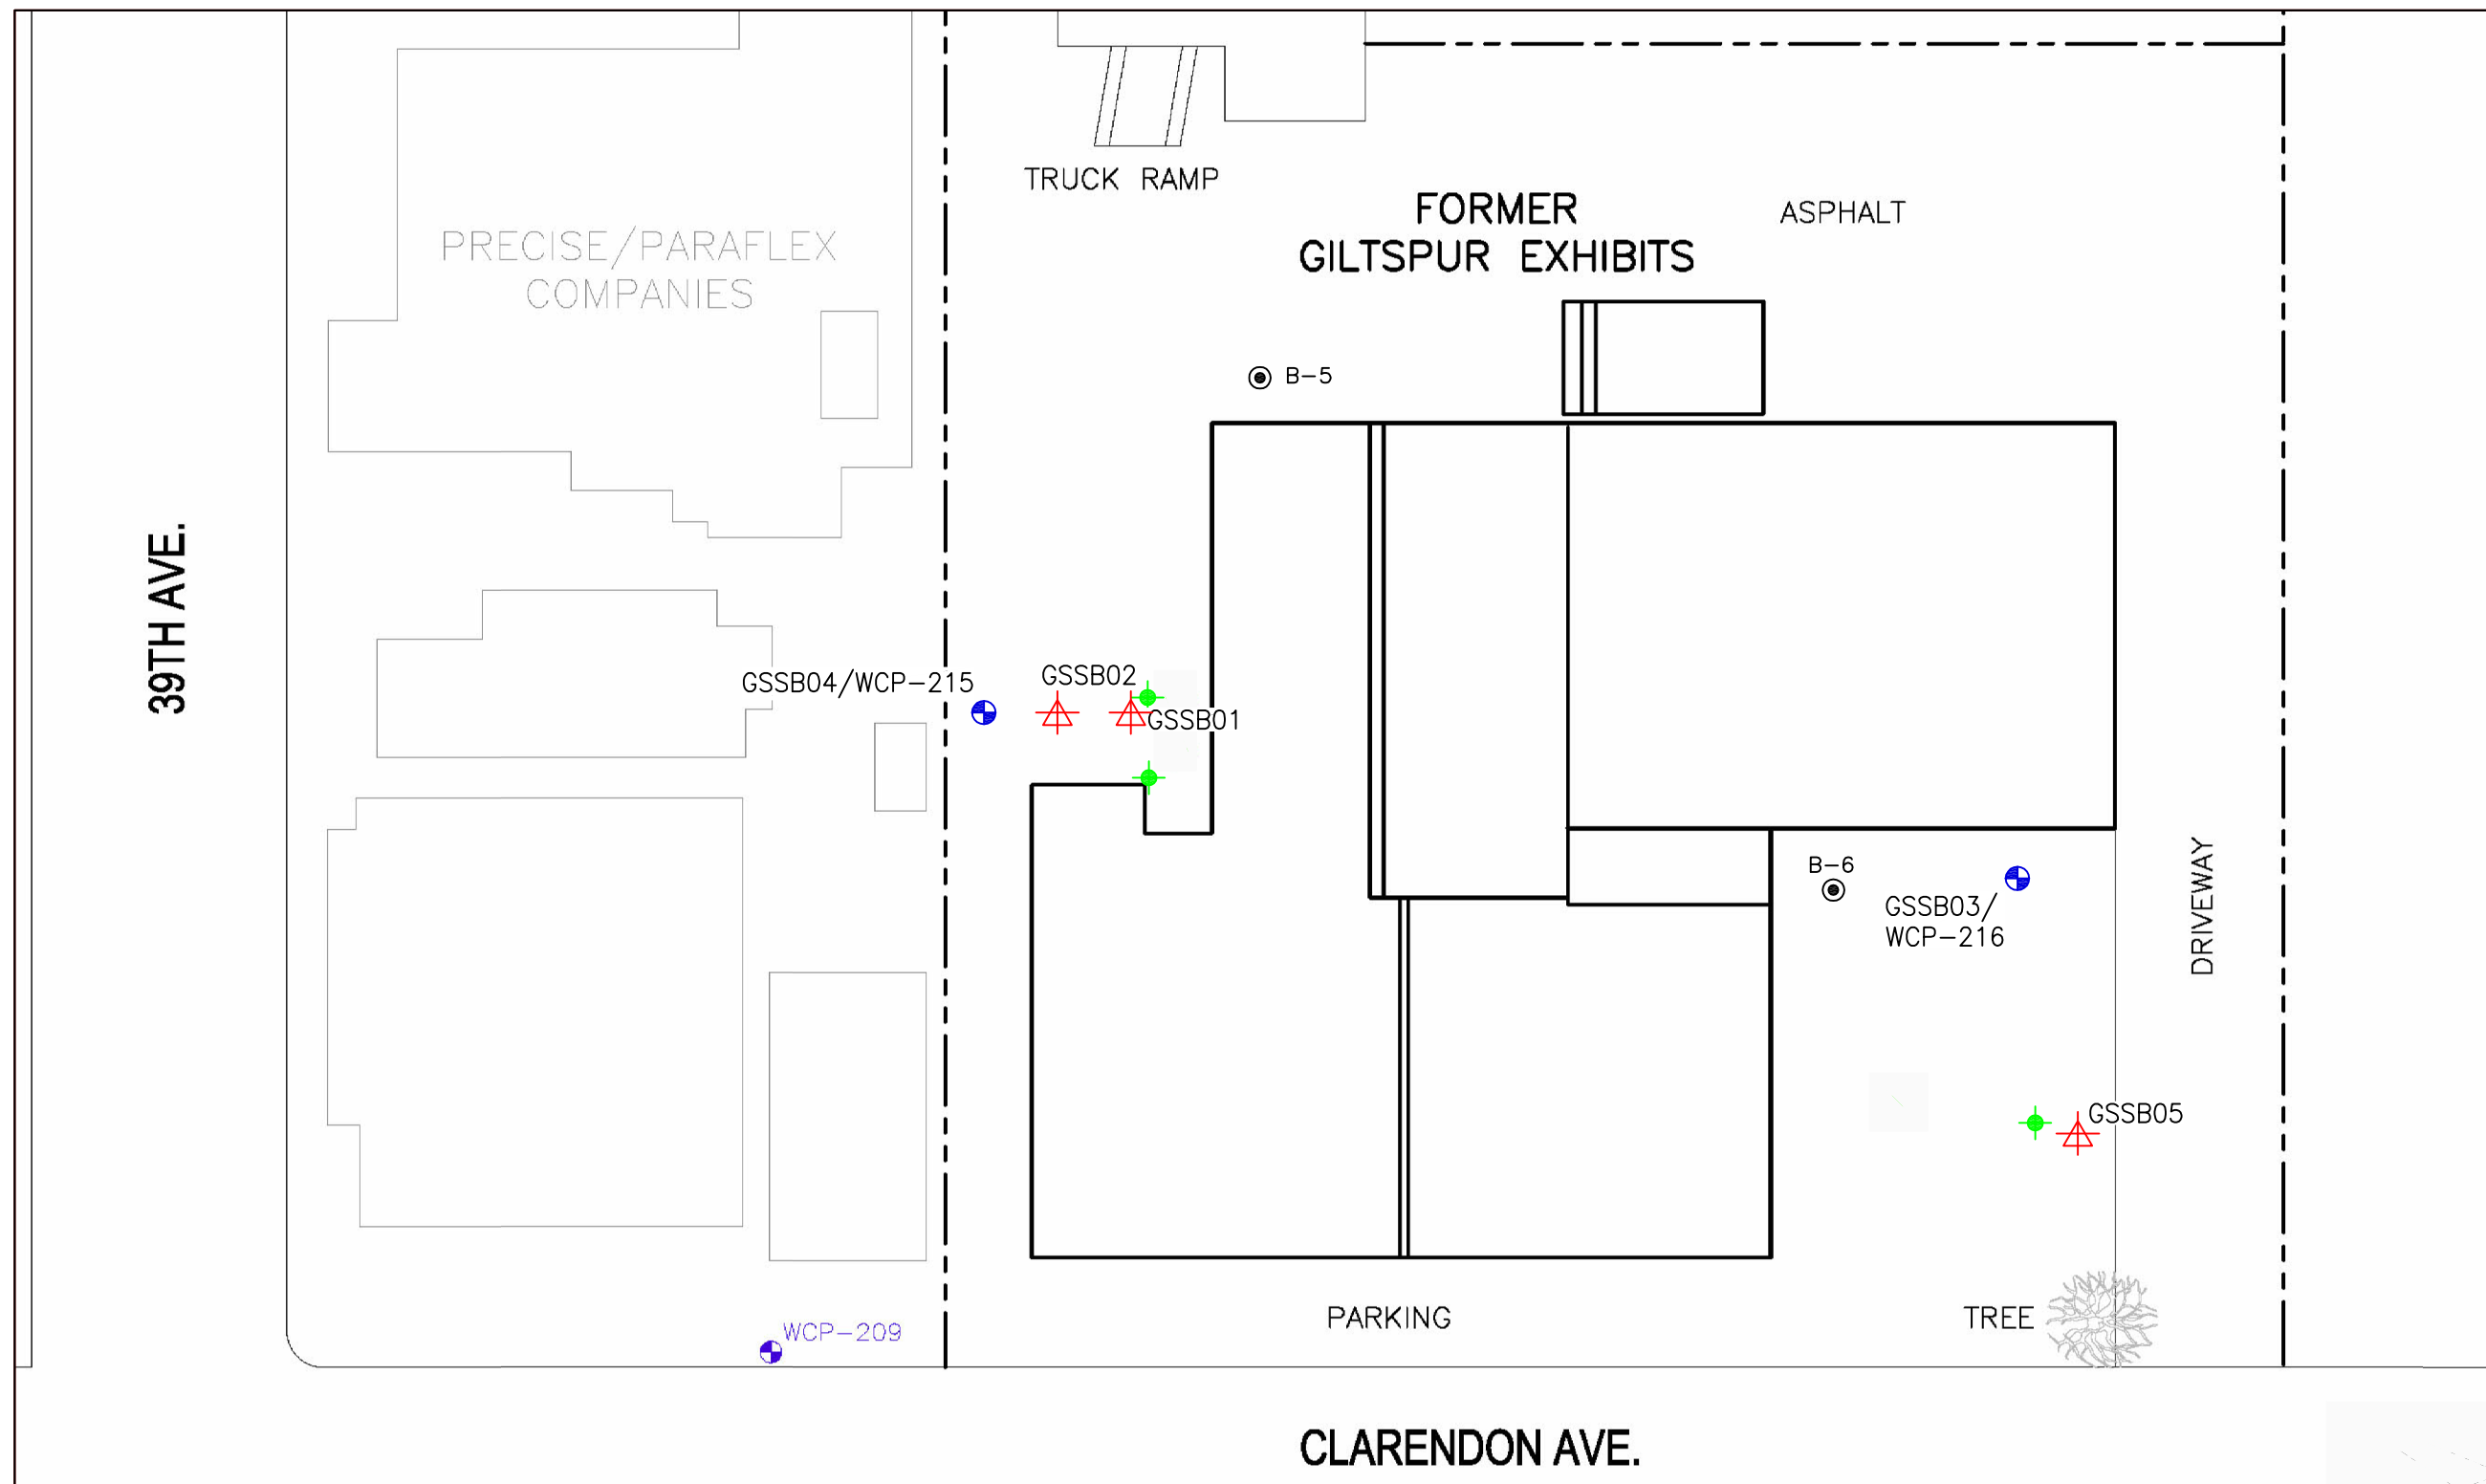 TRUCK RAMP
FORMER
GILTSPUR EXHIBITS
ASPHALT
PRECISE/PARAFLEX
COMPANIES
B-5
39TH AVE.
GSSB04/WCP-215
GSSB02
GSSB01
B-6
GSSB03/
WCP-216
DRIVEWAY
GSSB05
WCP-209
PARKING
TREE
CLARENDON AVE.